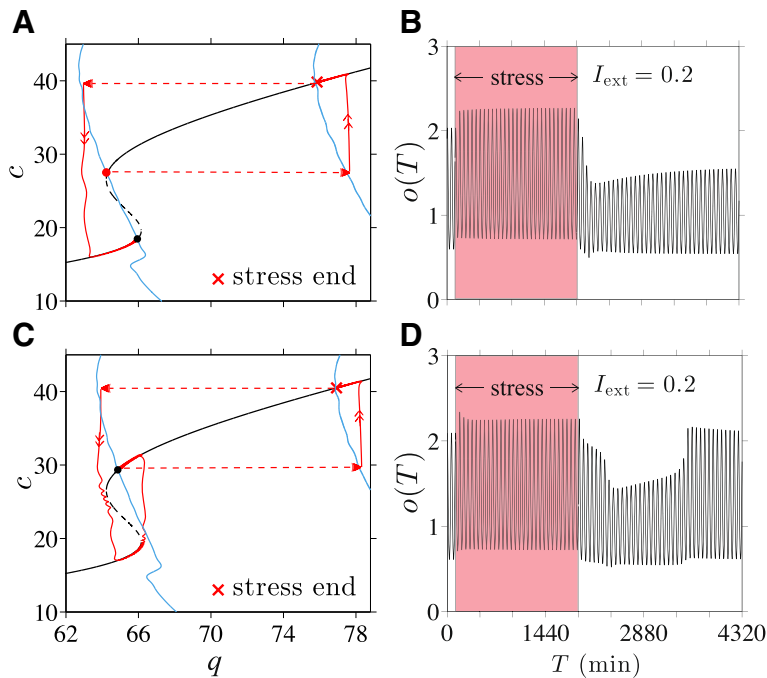 A
B
40
30
20
10
c
× stress end
3
2
1
0
o(T)
stress
I_ext = 0.2
C
D
40
30
20
10
c
× stress end
62
66
70
74
78
q
3
2
1
0
o(T)
stress
I_ext = 0.2
0
1440
2880
4320
T (min)